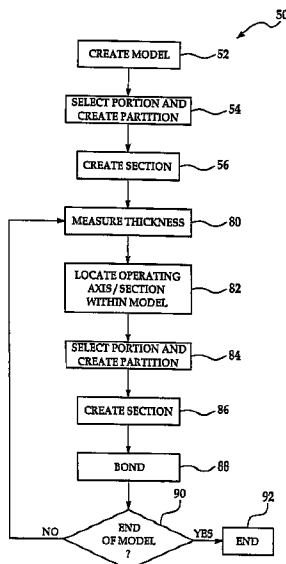 50
CREATE MODEL
52
SELECT PORTION AND
CREATE PARTITION
54
CREATE SECTION
56
MEASURE THICKNESS
80
LOCATE OPERATING
AXIS/SECTION
WITHIN MODEL
82
SELECT PORTION AND
CREATE PARTITION
84
CREATE SECTION
86
BOND
88
90
END
OF MODEL
?
NO
YES
92
END